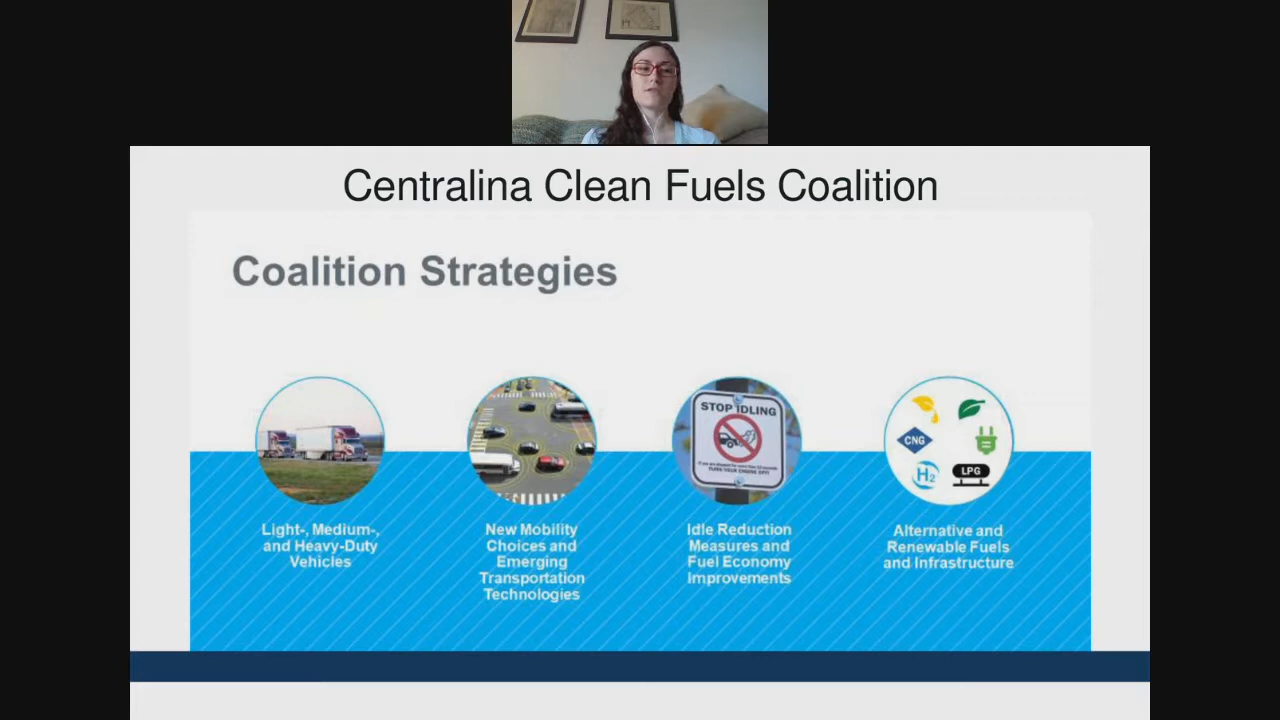 Centralina Clean Fuels Coalition
Coalition Strategies
STOP IDLING
CNG
H2
LPG
Light-, Medium-,
and Heavy-Duty
Vehicles
New Mobility
Choices and
Emerging
Transportation
Technologies
Idle Reduction
Measures and
Fuel Economy
Improvements
Alternative and
Renewable Fuels
and Infrastructure